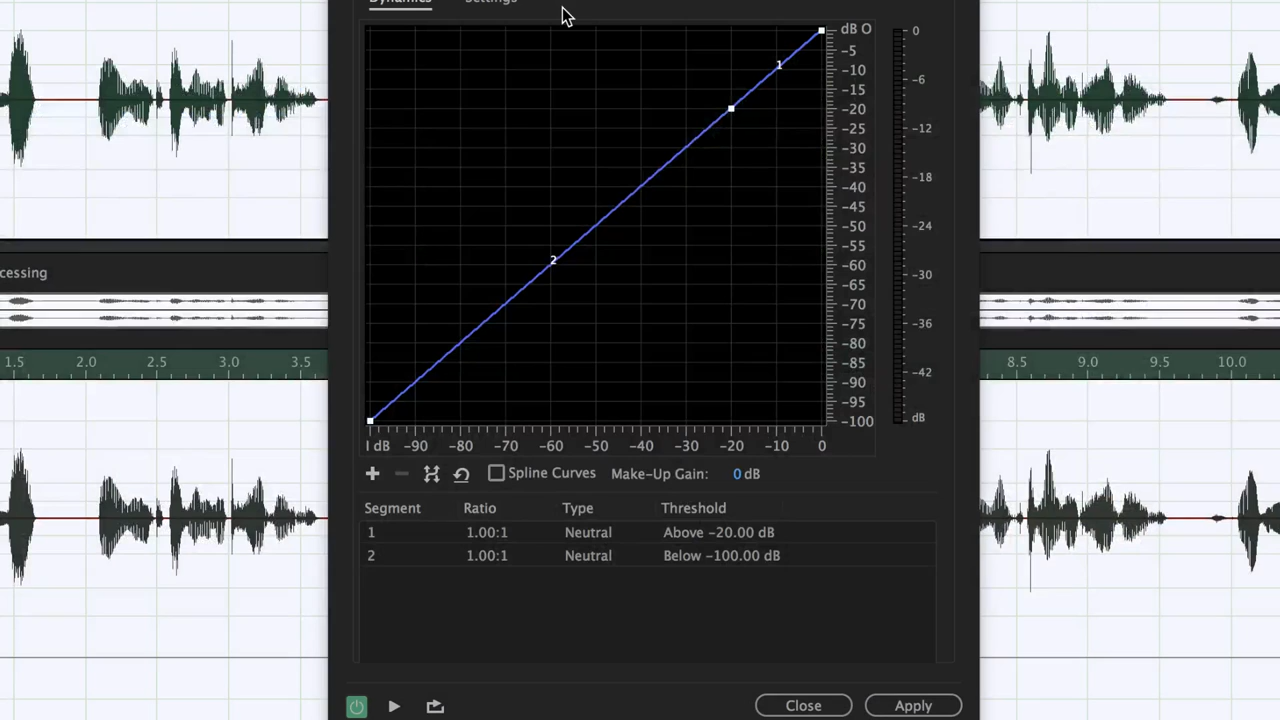 Dynamics Settings
dB O
-5
-10
-15
-20
-25
-30
-35
-40
-45
-50
-55
-60
-65
-70
-75
-80
-85
-90
-95
-100
0
-6
-12
-18
-24
-30
-36
-42
dB
1
2
cessing
1.5 2.0 2.5 3.0 3.5
8.5 9.0 9.5 10.0
I dB -90 -80 -70 -60 -50 -40 -30 -20 -10 0
Spline Curves Make-Up Gain: 0 dB
Segment Ratio Type Threshold
1 1.00:1 Neutral Above -20.00 dB
2 1.00:1 Neutral Below -100.00 dB
Close Apply